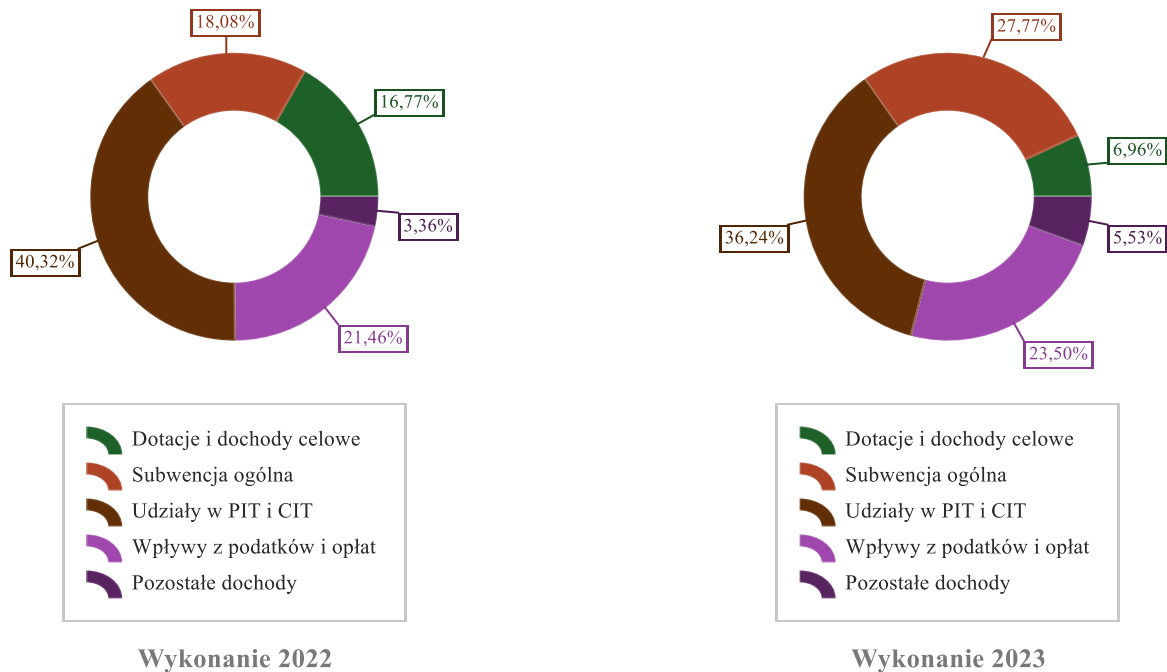 18,08%
16,77%
3,36%
40,32%
21,46%
Dotacje i dochody celowe
Subwencja ogólna
Udziały w PIT i CIT
Wpływy z podatków i opłat
Pozostałe dochody
Wykonanie 2022
27,77%
6,96%
36,24%
5,53%
23,50%
Dotacje i dochody celowe
Subwencja ogólna
Udziały w PIT i CIT
Wpływy z podatków i opłat
Pozostałe dochody
Wykonanie 2023